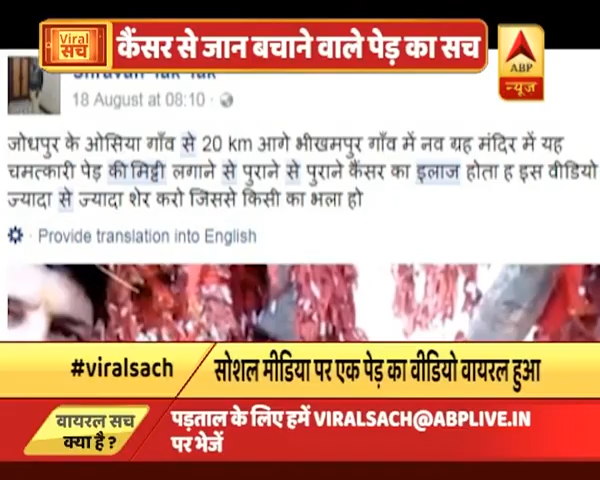 Viral
सच
कैंसर से जान बचाने वाले पेड़ का सच
ABP
न्यूज़
18 August at 08:10 ·
जोधपुर के ओसिया गाँव से 20 km आगे भीखमपुर गाँव में नव ग्रह मंदिर में यह
चमत्कारी पेड़ की मिट्टी लगाने से पुराने से पुराने कैंसर का इलाज होता ह इस वीडियो
ज्यादा से ज्यादा शेर करो जिससे किसी का भला हो
· Provide translation into English
#viralsach
सोशल मीडिया पर एक पेड़ का वीडियो वायरल हुआ
वायरल सच
क्या है ?
पड़ताल के लिए हमें VIRALSACH@ABPLIVE.IN
पर भेजें